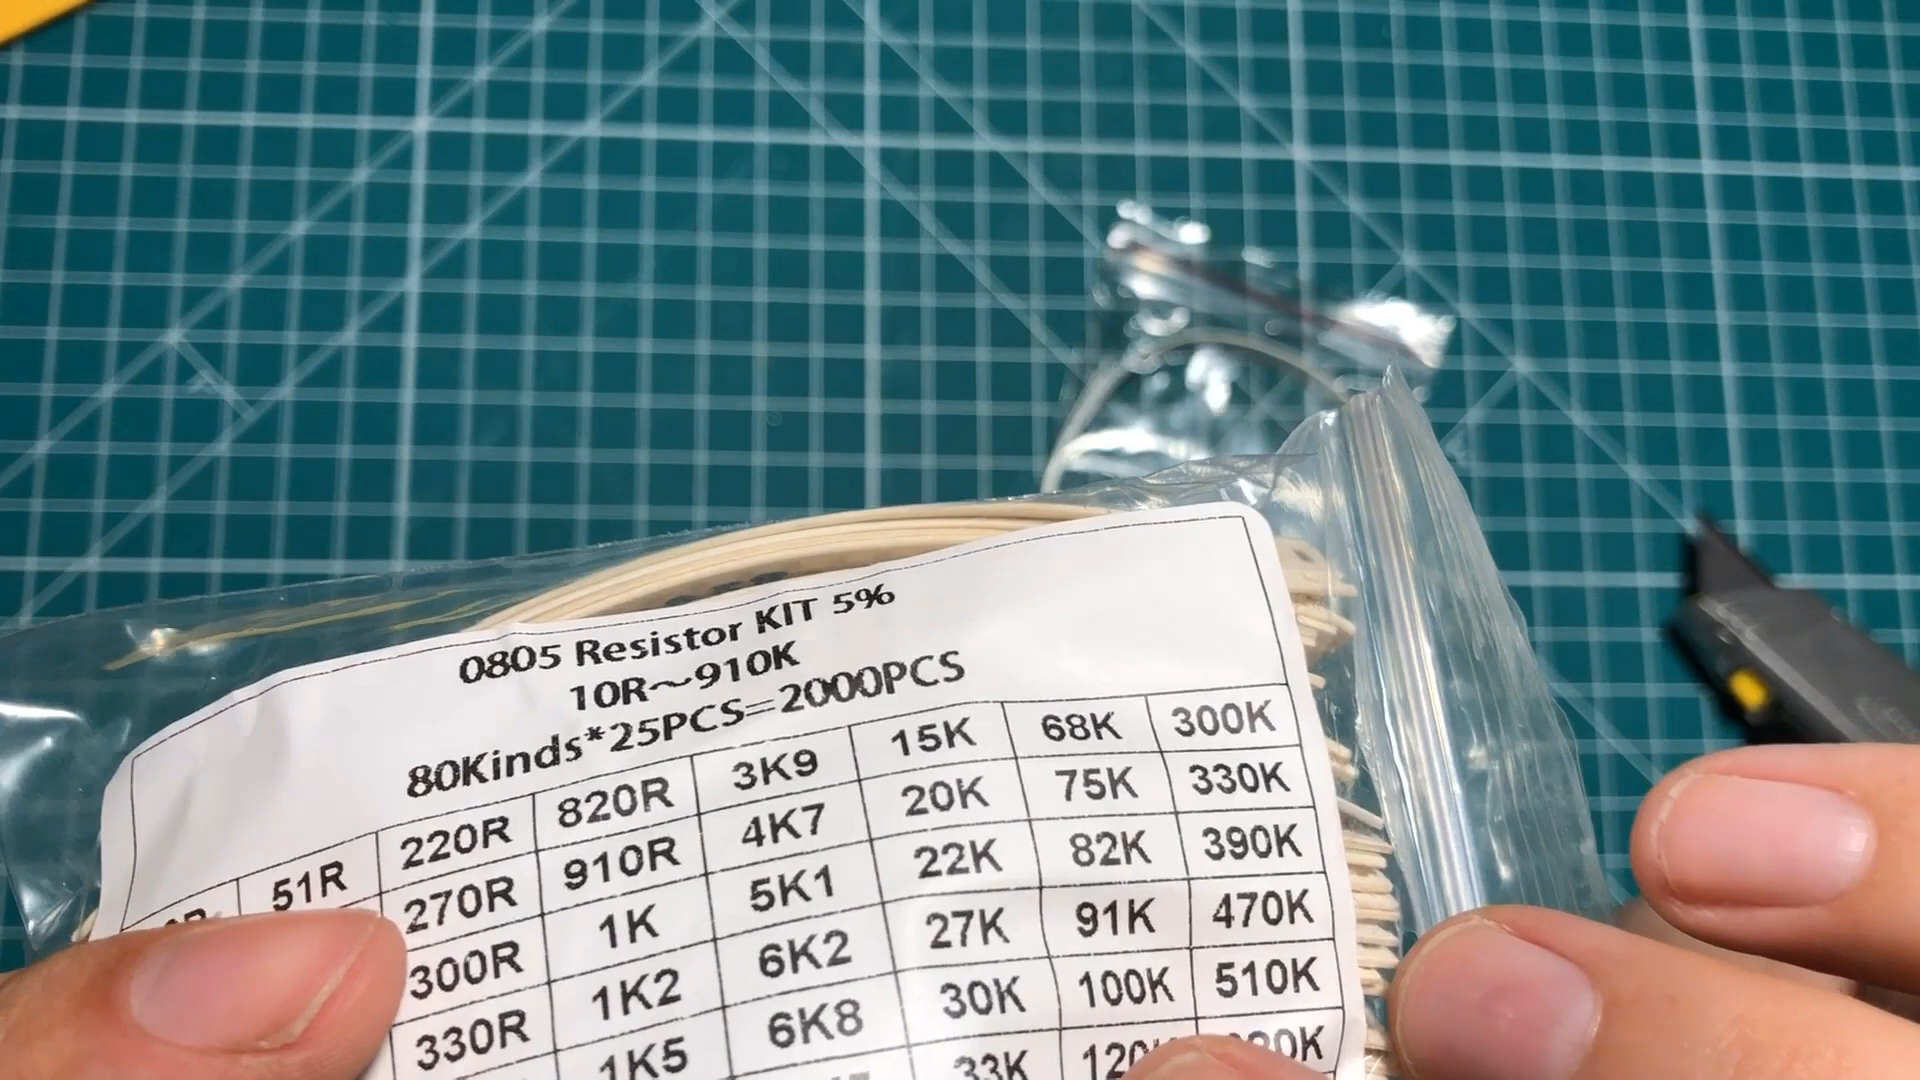 0805 Resistor KIT 5%
10R～910K
80Kinds*25PCS=2000PCS
51R 220R 820R 3K9 15K 68K 300K
270R 910R 4K7 20K 75K 330K
300R 1K 5K1 22K 82K 390K
330R 1K2 6K2 27K 91K 470K
1K5 6K8 30K 100K 510K
33K